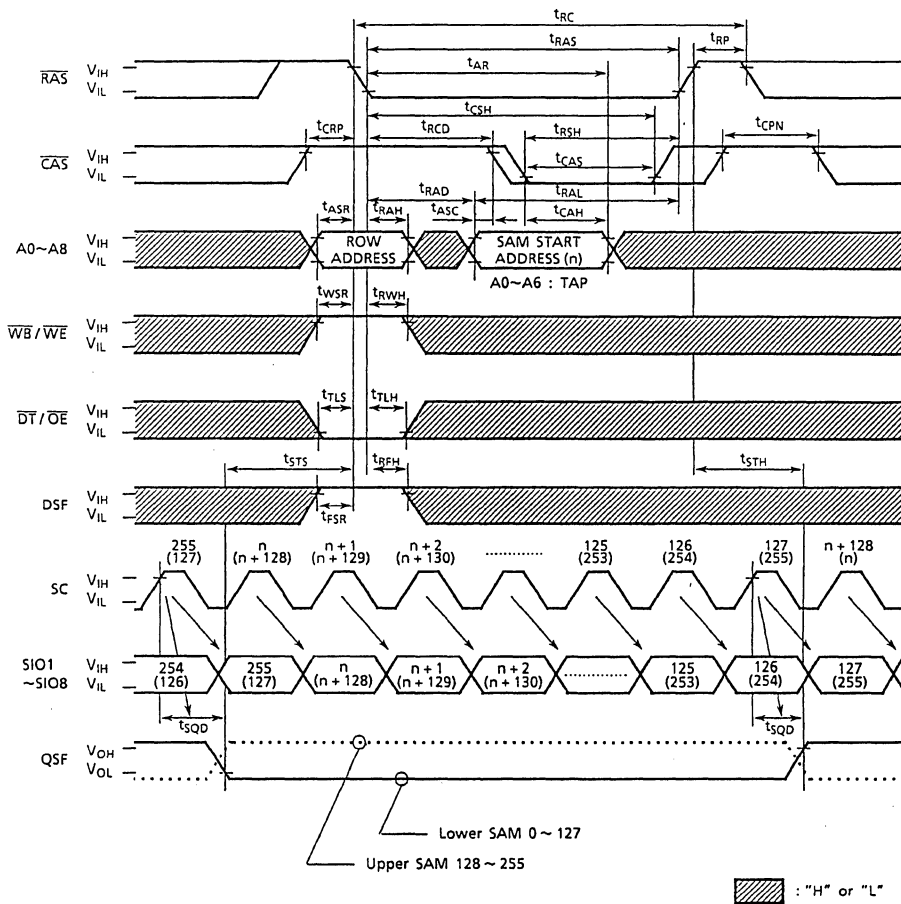 tRC
tRAS
tRP
tAR
RAS VIH
VIL
tCSH
tCRP tRCD tRSH tCPN
CAS VIH
VIL
tCAS
tRAD tRAL
tASR tRAH tASC tCAH
A0~A8 VIH
VIL
ROW
ADDRESS
SAM START
ADDRESS (n)
A0~A6 : TAP
tWSR tRWH
WB/WE VIH
VIL
tTLS tTLH
DT/OE VIH
VIL
tSTS tRFH tSTH
DSF VIH
VIL
tFSR
255 n n+1 n+2 ............ 125 126 127 n+128
(127) (n+128) (n+129) (n+130) (253) (254) (255) (n)
SC VIH
VIL
SIO1
~SIO8
VIH
VIL
254 255 n n+1 n+2 ............ 125 126 127
(126) (127) (n+128) (n+129) (n+130) (253) (254) (255)
tSQD tSQD
QSF VOH
VOL
Lower SAM 0~127
Upper SAM 128~255
: "H" or "L"